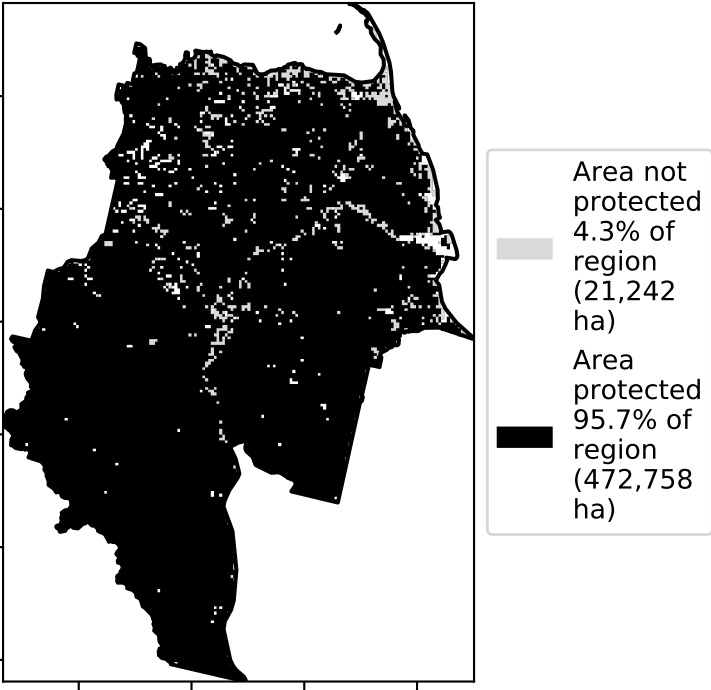 Area not
protected
4.3% of
region
(21,242
ha)
Area
protected
95.7% of
region
(472,758
ha)